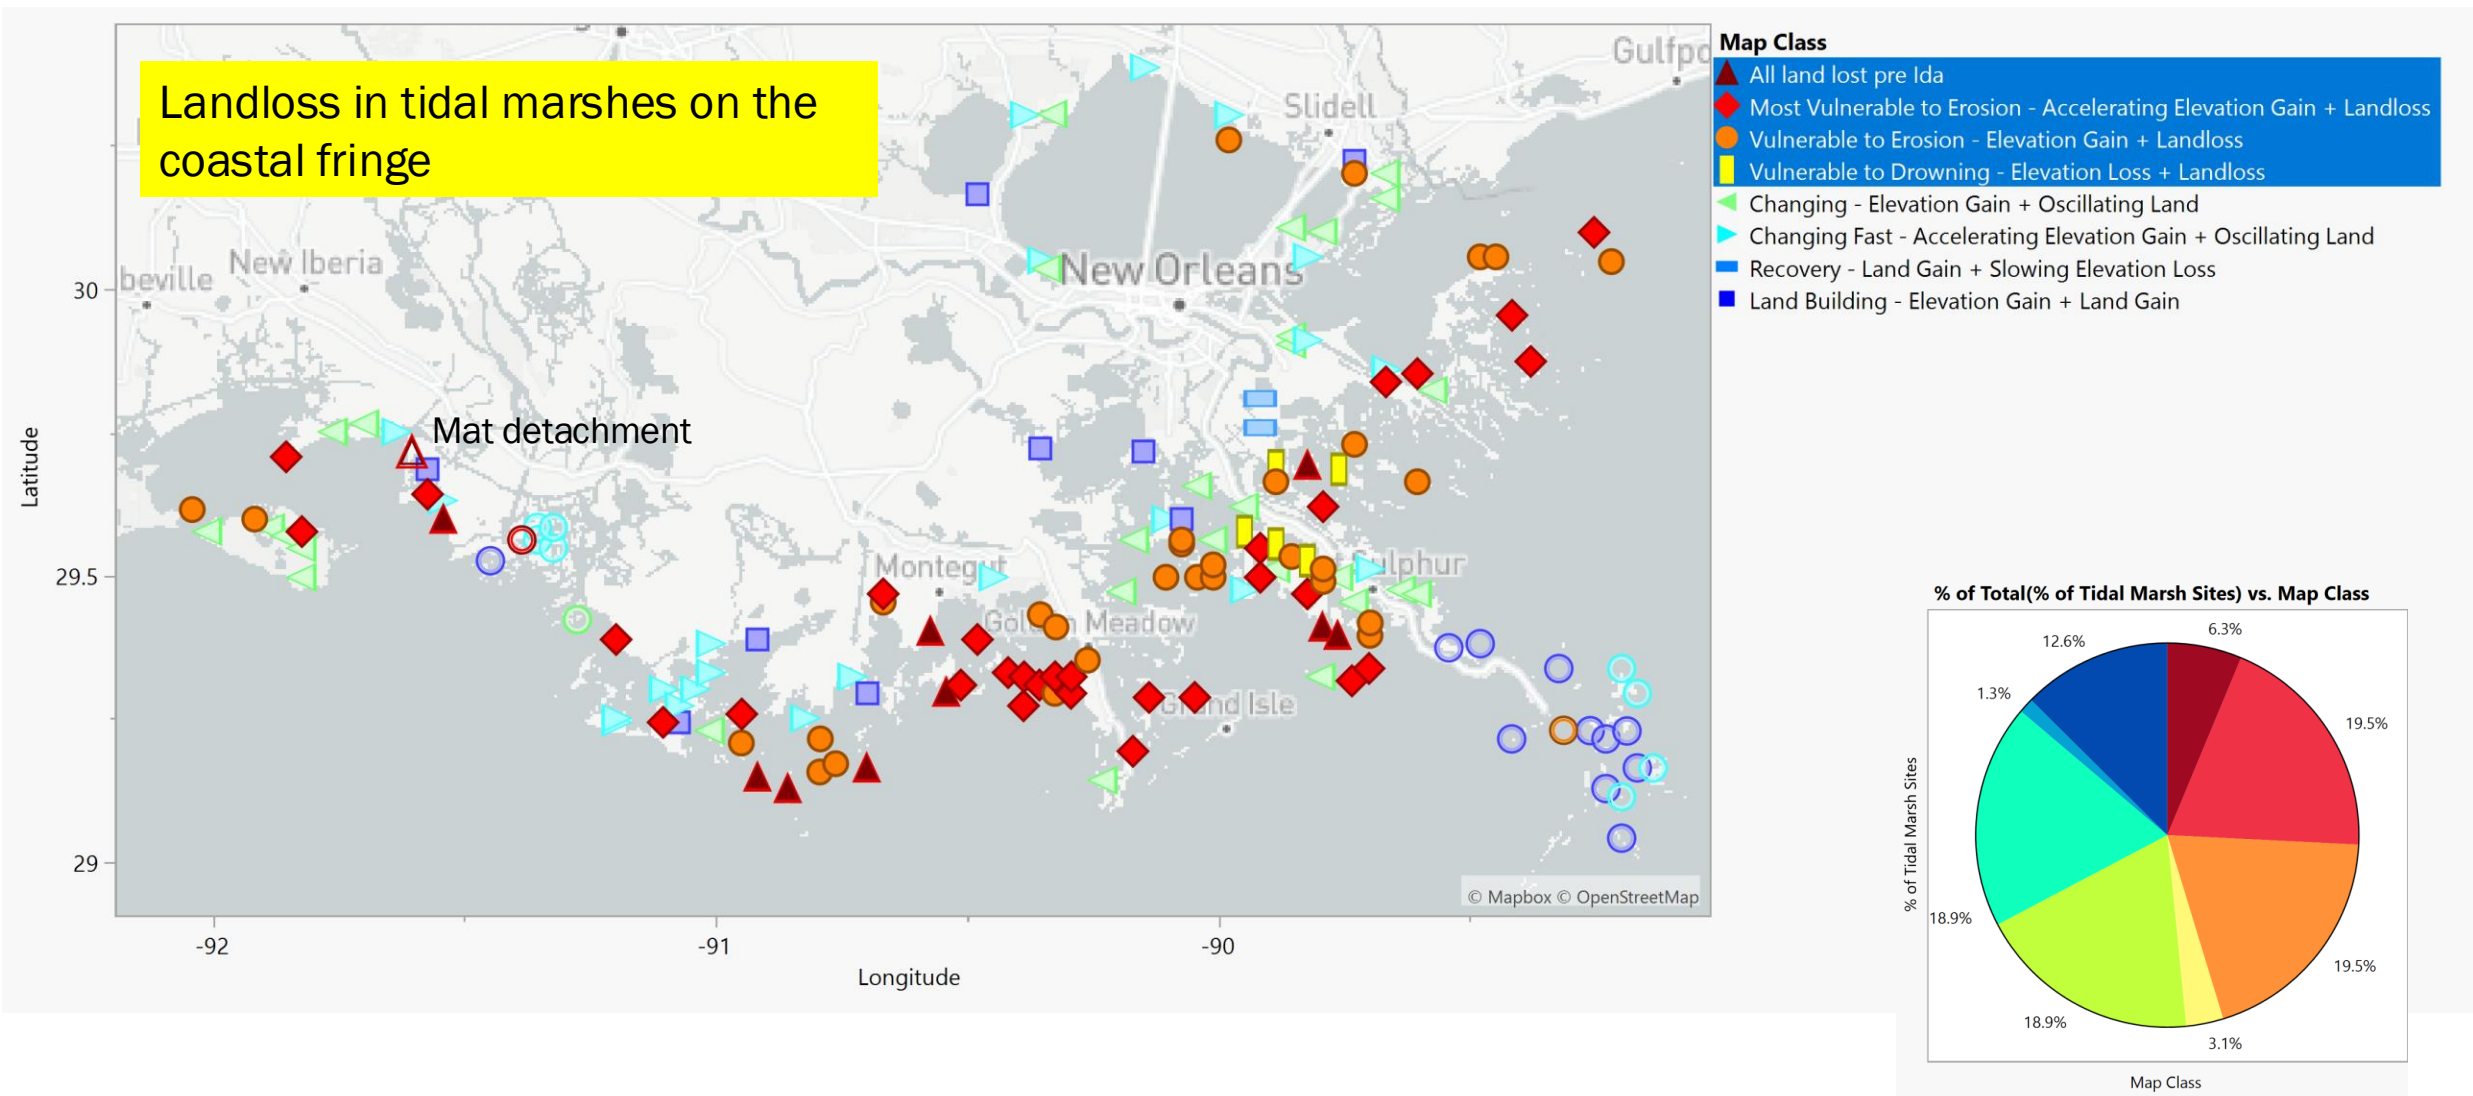 Landloss in tidal marshes on the
coastal fringe
Gulfpo
Slidell
New Iberia
beville
New Orleans
Mat detachment
Montegut
Sulphur
Golden Meadow
Grand Isle
© Mapbox © OpenStreetMap
Latitude
30
29.5
29
-92
-91
-90
Longitude
Map Class
All land lost pre Ida
Most Vulnerable to Erosion - Accelerating Elevation Gain + Landloss
Vulnerable to Erosion - Elevation Gain + Landloss
Vulnerable to Drowning - Elevation Loss + Landloss
Changing - Elevation Gain + Oscillating Land
Changing Fast - Accelerating Elevation Gain + Oscillating Land
Recovery - Land Gain + Slowing Elevation Loss
Land Building - Elevation Gain + Land Gain
% of Total(% of Tidal Marsh Sites) vs. Map Class
% of Tidal Marsh Sites
6.3%
12.6%
1.3%
19.5%
18.9%
19.5%
18.9%
3.1%
Map Class